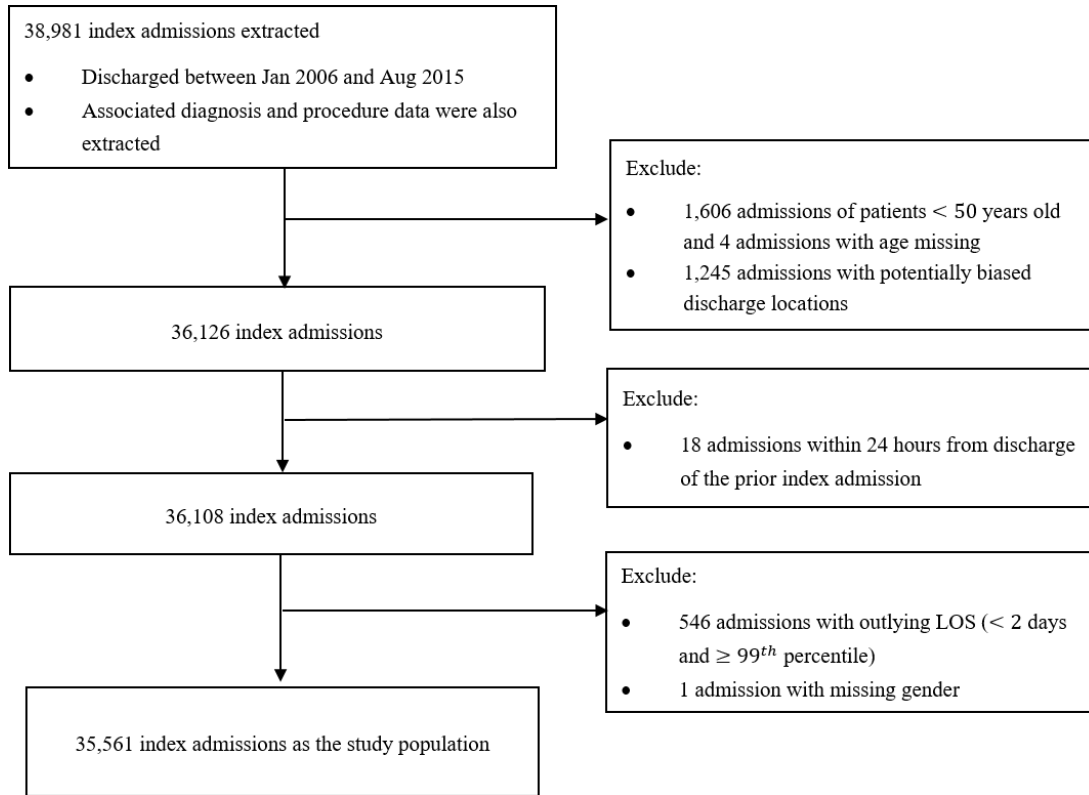 38,981 index admissions extracted
• Discharged between Jan 2006 and Aug 2015
• Associated diagnosis and procedure data were also
extracted
Exclude:
• 1,606 admissions of patients < 50 years old
and 4 admissions with age missing
• 1,245 admissions with potentially biased
discharge locations
36,126 index admissions
Exclude:
• 18 admissions within 24 hours from discharge
of the prior index admission
36,108 index admissions
Exclude:
• 546 admissions with outlying LOS (< 2 days
and ≥ 99th percentile)
• 1 admission with missing gender
35,561 index admissions as the study population